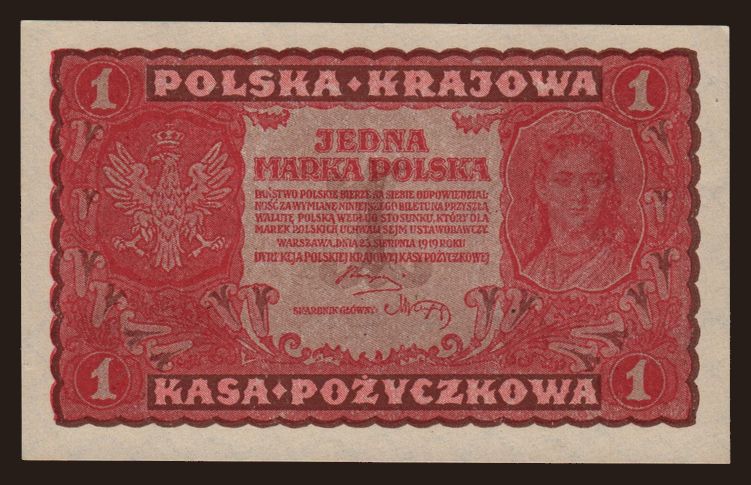 1 POLSKA·KRAJOWA 1
JEDNA
MARKA POLSKA
PAŃSTWO POLSKIE BIERZE NA SIEBIE ODPOWIEDZIAL
NOŚĆ ZA WYMIANĘ NINIEJSZEGO BILETU NA PRZYSZŁĄ
WALUTĘ POLSKĄ WEDŁUG STOSUNKU, KTÓRY DLA
MAREK POLSKICH UCHWALI SEJM USTAWODAWCZY.
WARSZAWA, DNIA 23. SIERPNIA 1919 ROKU
DYREKCJA POLSKIEJ KRAJOWEJ KASY POŻYCZKOWEJ
SKARBNIK GŁÓWNY:
1 KASA·POŻYCZKOWA 1